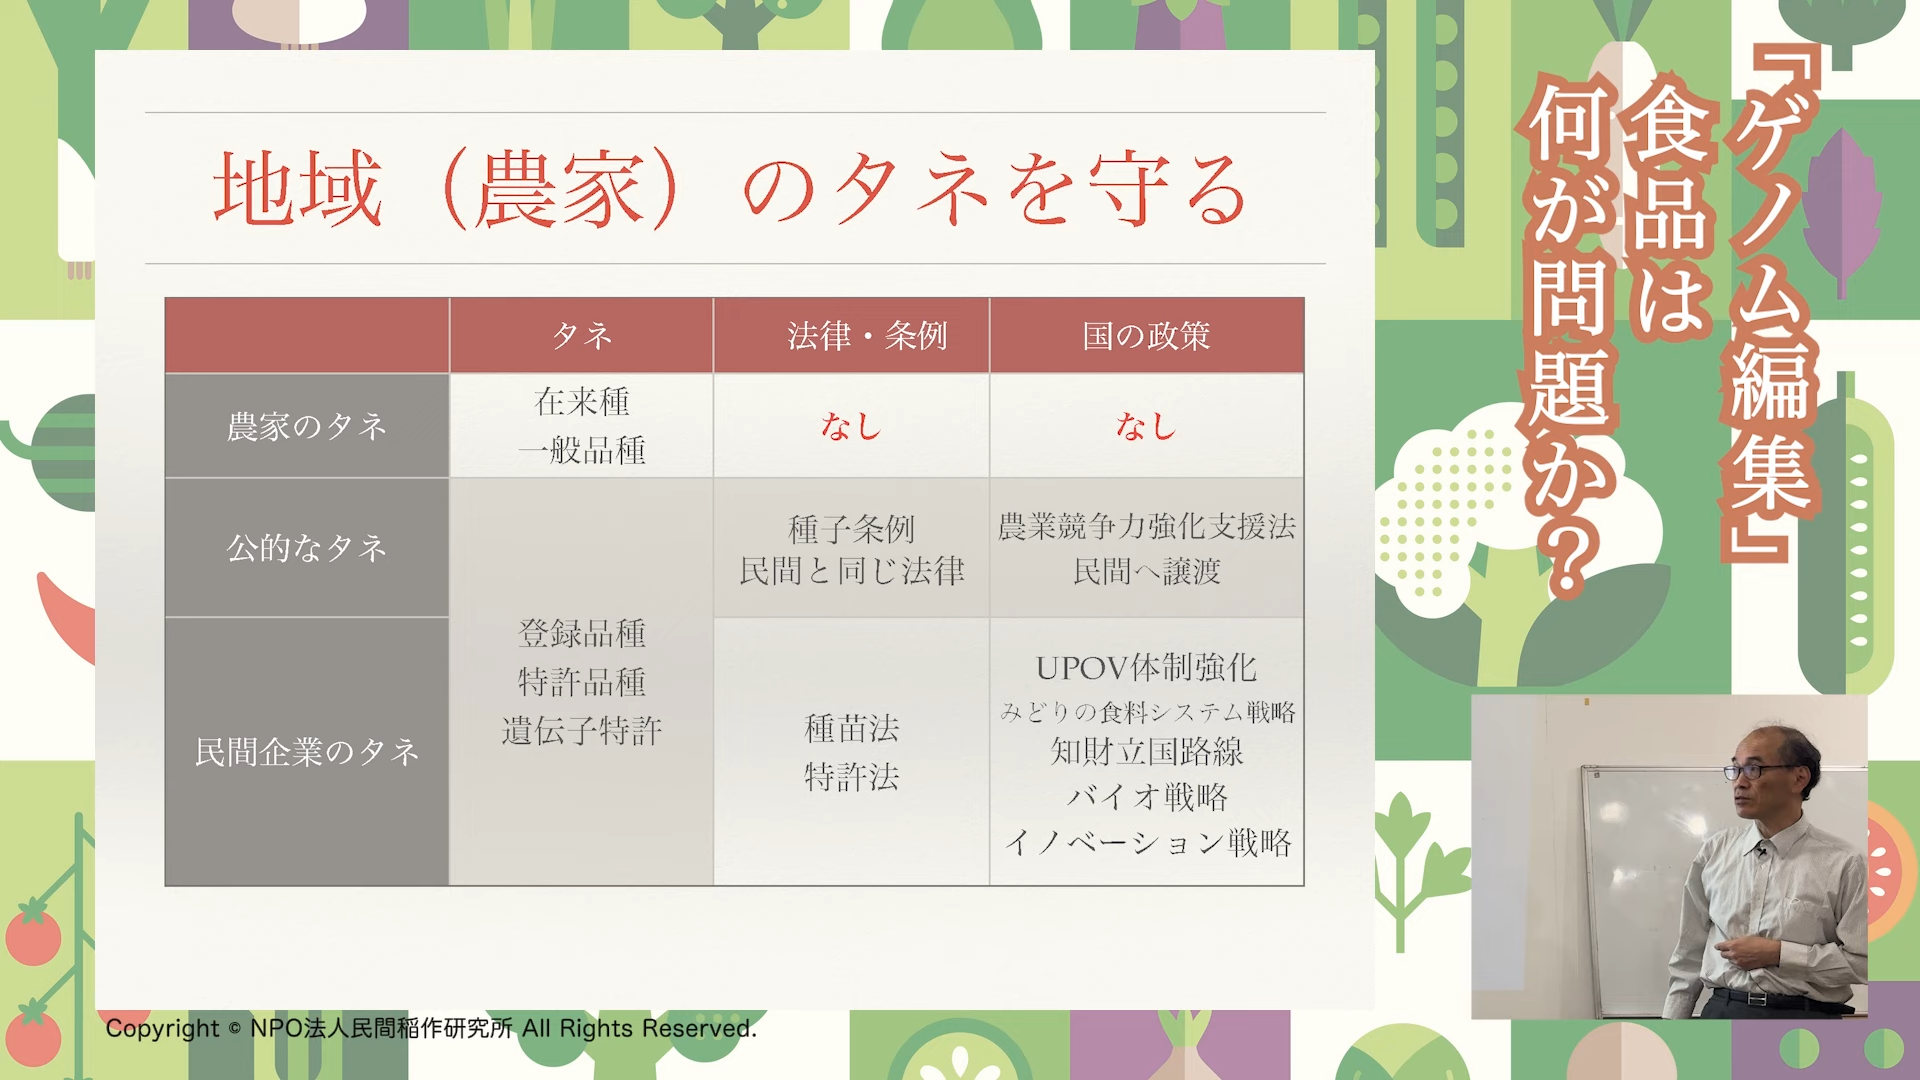 地域（農家）のタネを守る
タネ
法律・条例
国の政策
農家のタネ
在来種
一般品種
なし
なし
公的なタネ
種子条例
民間と同じ法律
農業競争力強化支援法
民間へ譲渡
民間企業のタネ
登録品種
特許品種
遺伝子特許
種苗法
特許法
UPOV体制強化
みどりの食料システム戦略
知財立国路線
バイオ戦略
イノベーション戦略
『ゲノム編集』
食品は
何が問題か？
Copyright © NPO法人民間稲作研究所 All Rights Reserved.